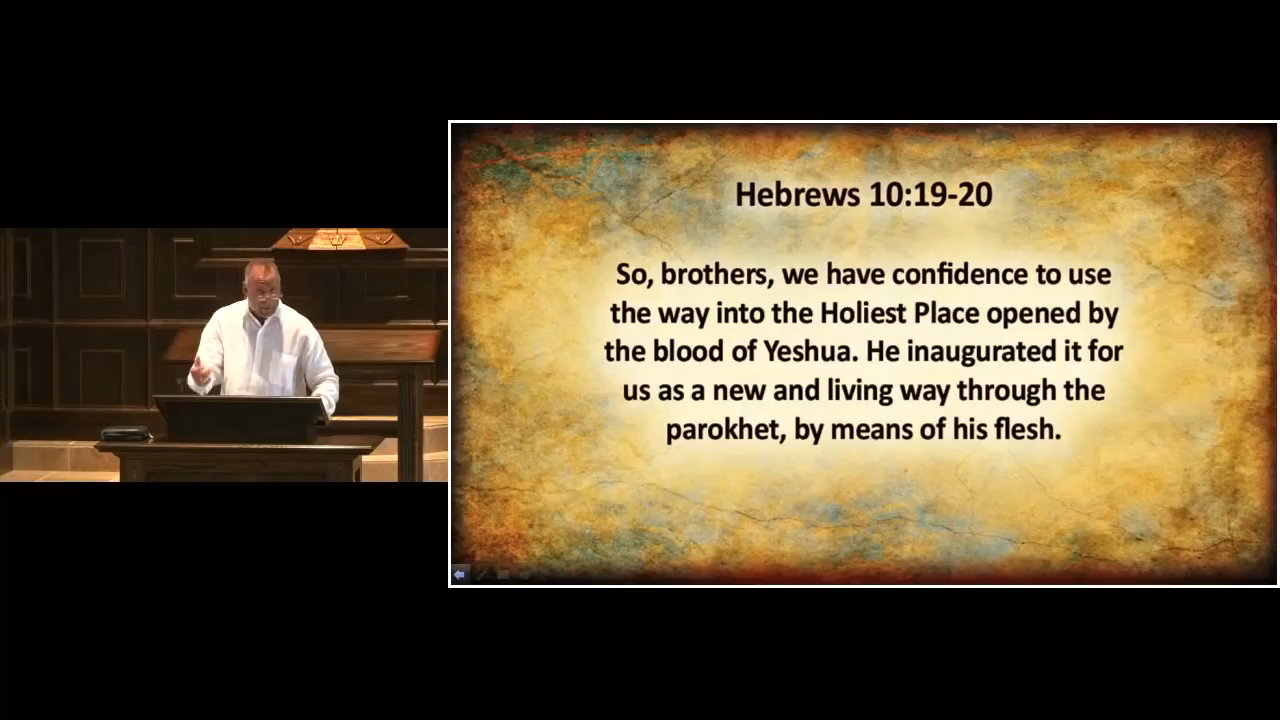 Hebrews 10:19-20
So, brothers, we have confidence to use
the way into the Holiest Place opened by
the blood of Yeshua. He inaugurated it for
us as a new and living way through the
parokhet, by means of his flesh.